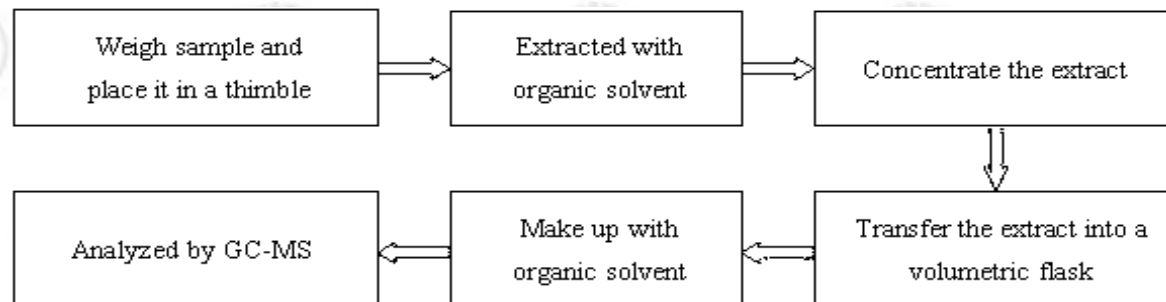 Weigh sample and
place it in a thimble
Extracted with
organic solvent
Concentrate the extract
Transfer the extract into a
volumetric flask
Make up with
organic solvent
Analyzed by GC-MS